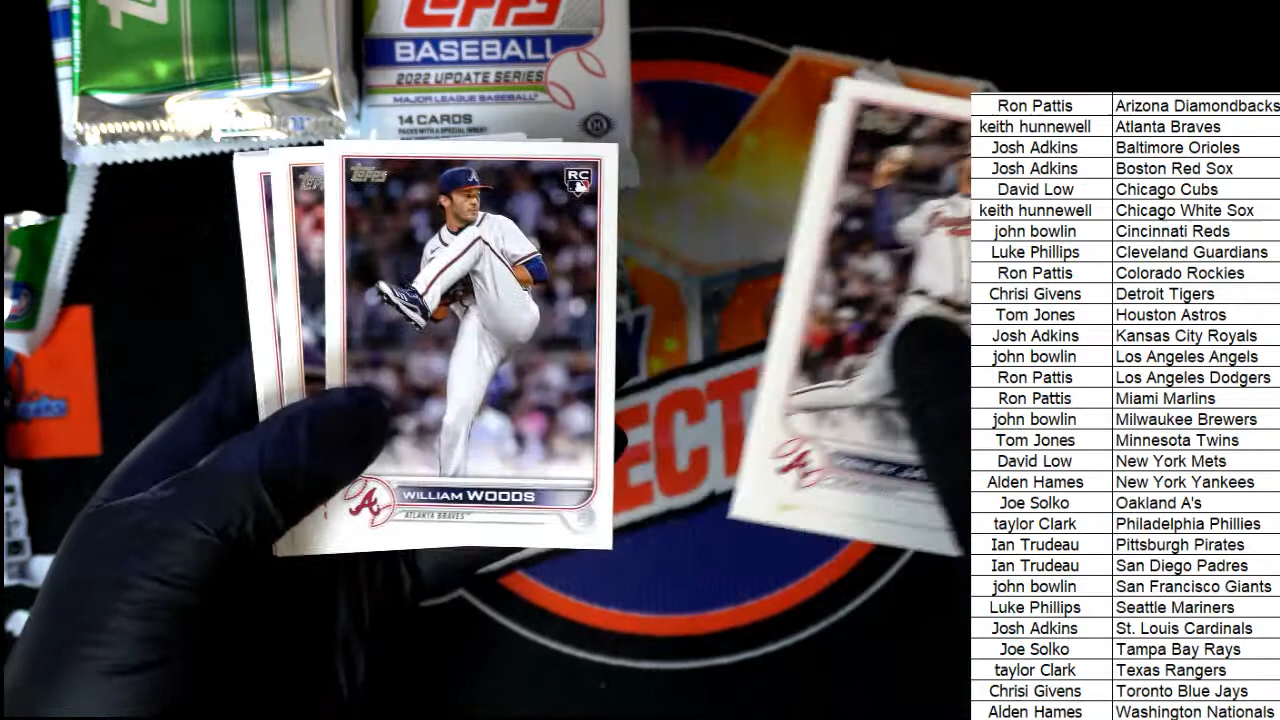 Topps
BASEBALL
2022 UPDATE SERIES
MAJOR LEAGUE BASEBALL
14 CARDS
Topps
RC
A
WILLIAM WOODS
ATLANTA BRAVES
ECT
Ron Pattis Arizona Diamondbacks
keith hunnewell Atlanta Braves
Josh Adkins Baltimore Orioles
Josh Adkins Boston Red Sox
David Low Chicago Cubs
keith hunnewell Chicago White Sox
john bowlin Cincinnati Reds
Luke Phillips Cleveland Guardians
Ron Pattis Colorado Rockies
Chrisi Givens Detroit Tigers
Tom Jones Houston Astros
Josh Adkins Kansas City Royals
john bowlin Los Angeles Angels
Ron Pattis Los Angeles Dodgers
Ron Pattis Miami Marlins
john bowlin Milwaukee Brewers
Tom Jones Minnesota Twins
David Low New York Mets
Alden Hames New York Yankees
Joe Solko Oakland A's
taylor Clark Philadelphia Phillies
Ian Trudeau Pittsburgh Pirates
Ian Trudeau San Diego Padres
john bowlin San Francisco Giants
Luke Phillips Seattle Mariners
Josh Adkins St. Louis Cardinals
Joe Solko Tampa Bay Rays
taylor Clark Texas Rangers
Chrisi Givens Toronto Blue Jays
Alden Hames Washington Nationals